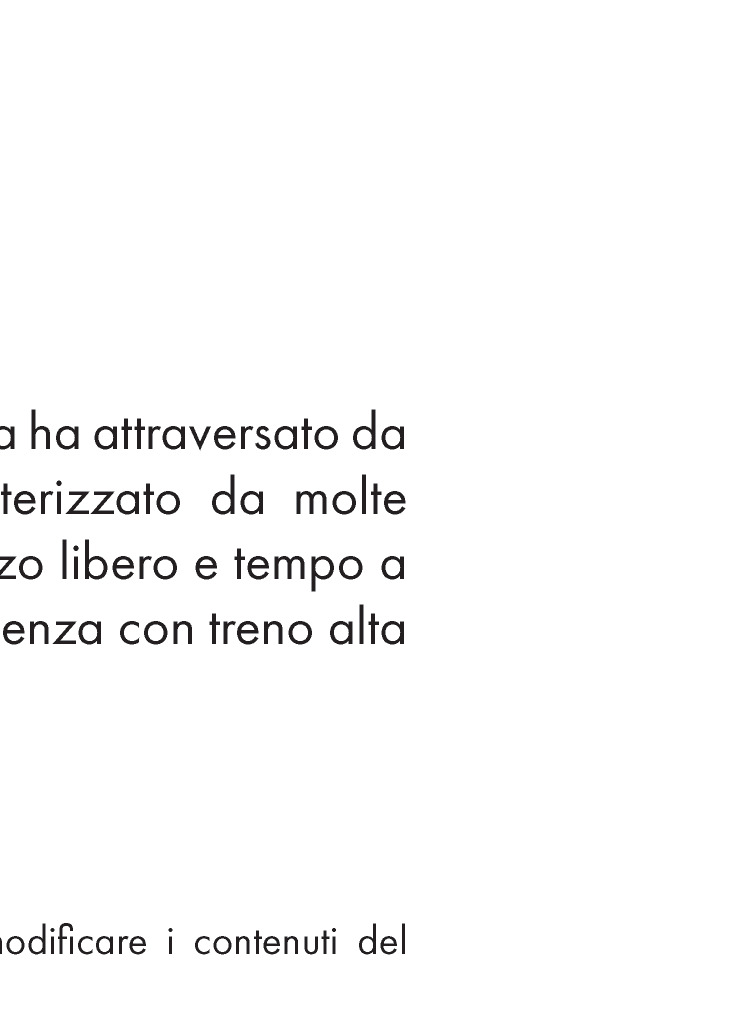 a ha attraversato da
terizzato da molte
zo libero e tempo a
enza con treno alta
odificare i contenuti del